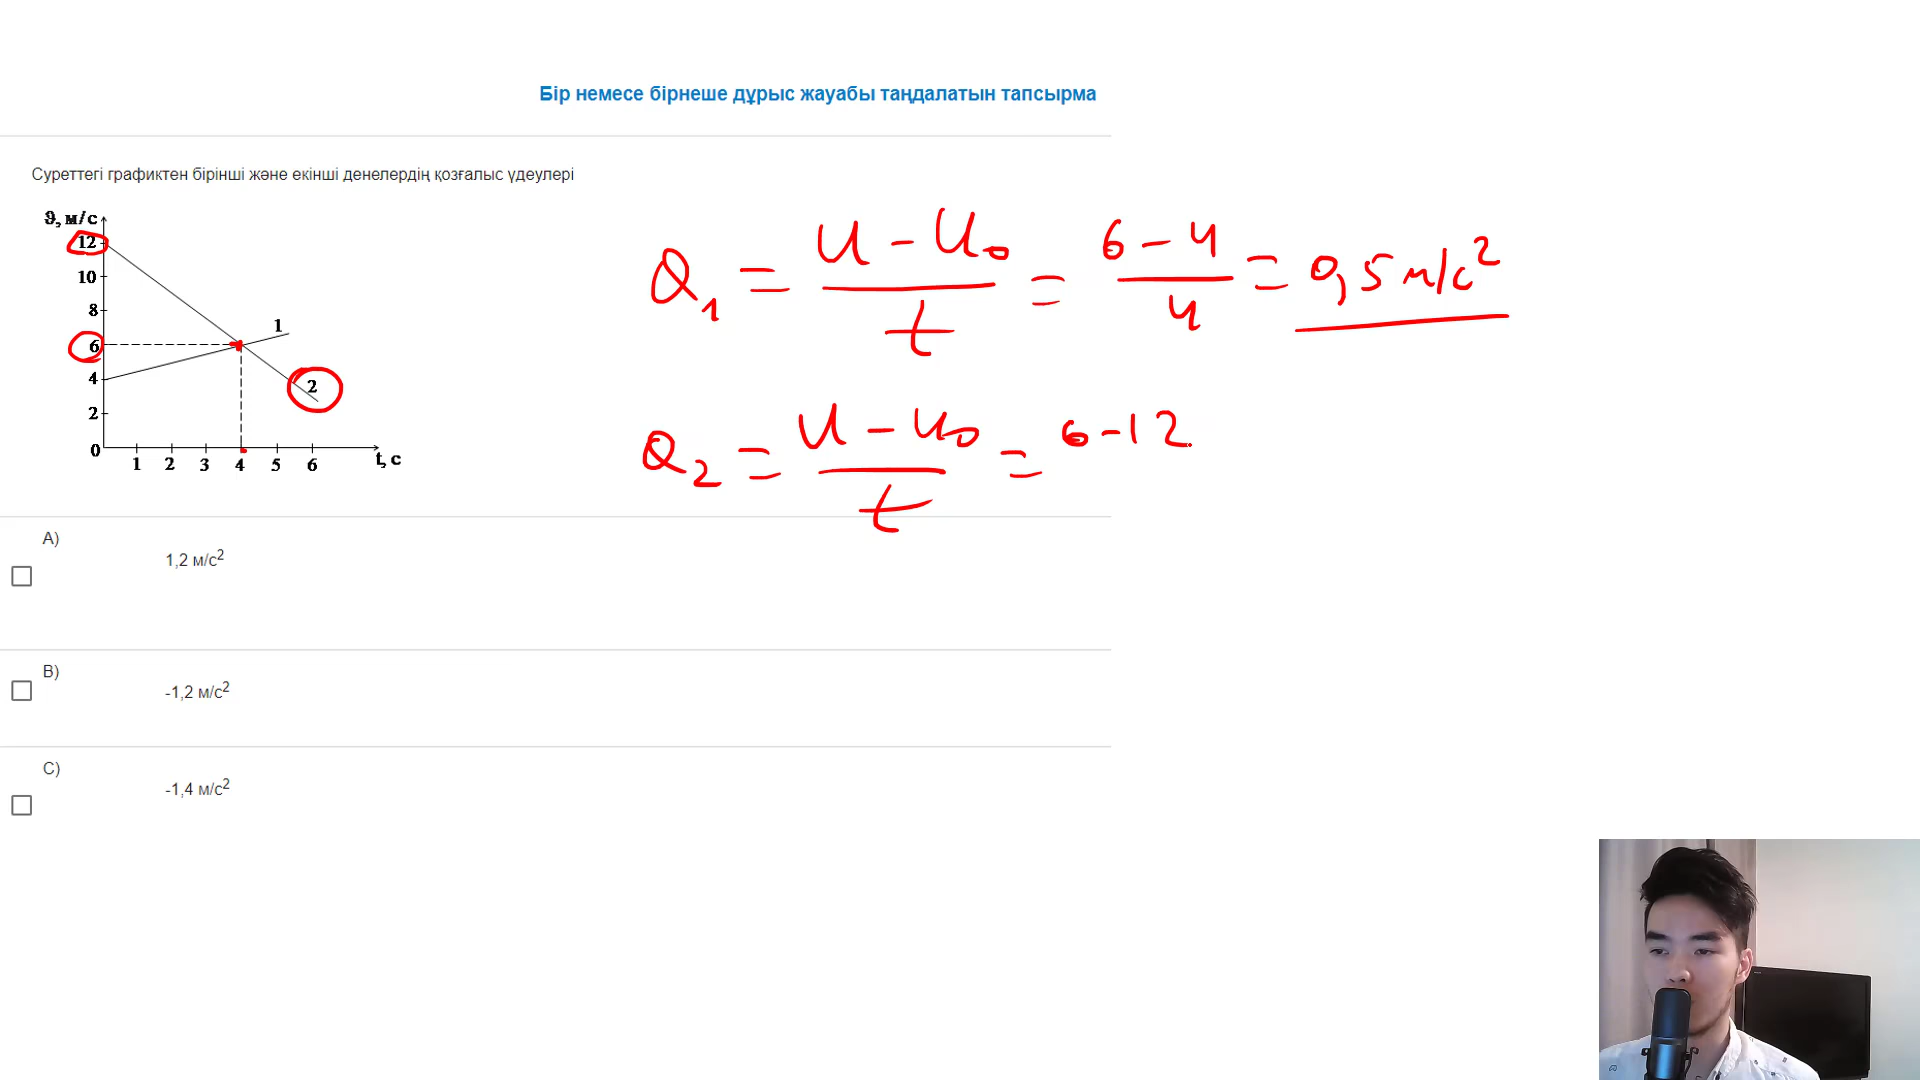 Бір немесе бірнеше дұрыс жауабы таңдалатын тапсырма
Суреттегі графиктен бірінші және екінші денелердің қозғалыс үдеулері
ϑ, м/с
12
10
8
6
4
2
0
1 2 3 4 5 6
t, с
1
2
a₁ = υ - υ₀ / t = 6 - 4 / 4 = 0,5 м/с²
a₂ = υ - υ₀ / t = 6 - 12
A)
1,2 м/с²
B)
-1,2 м/с²
C)
-1,4 м/с²